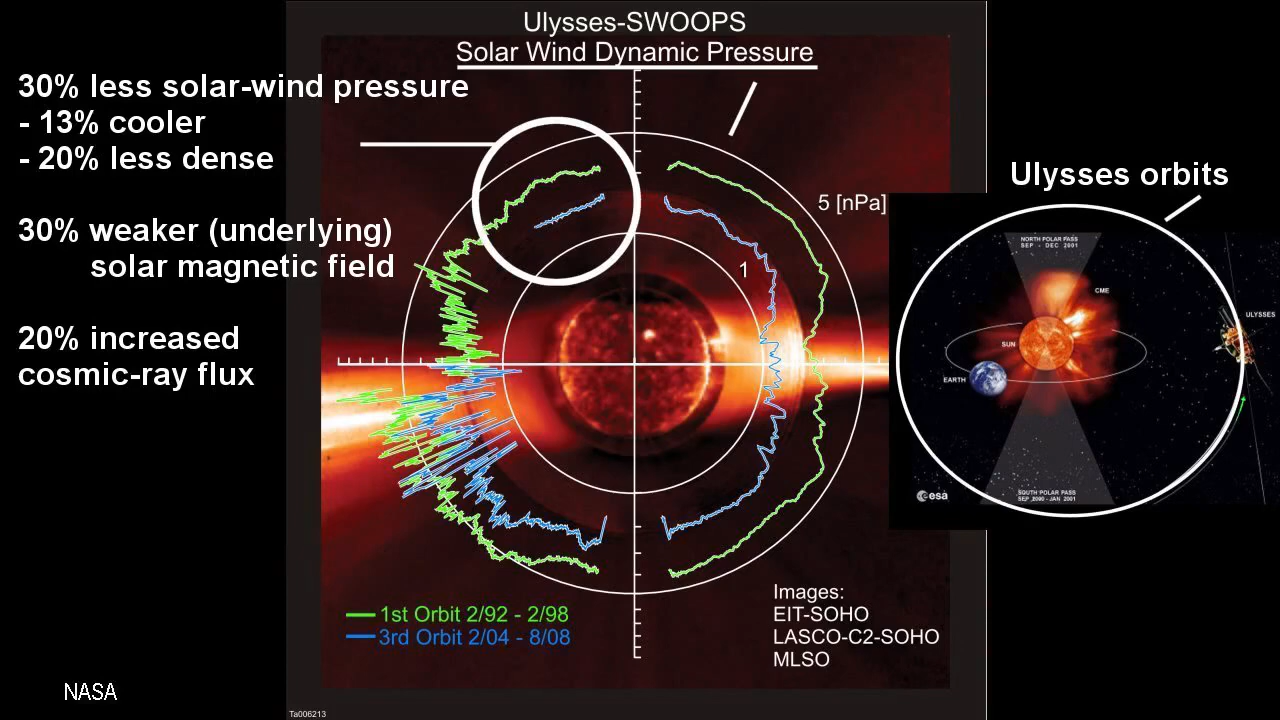 Ulysses-SWOOPS
Solar Wind Dynamic Pressure
30% less solar-wind pressure
- 13% cooler
- 20% less dense
30% weaker (underlying)
solar magnetic field
20% increased
cosmic-ray flux
5 [nPa]
1
Ulysses orbits
NORTH POLAR PASS
SEP - DEC 2001
CME
ULYSSES
SUN
EARTH
esa
SOUTH POLAR PASS
SEP 2000 - JAN 2001
1st Orbit 2/92 - 2/98
3rd Orbit 2/04 - 8/08
Images:
EIT-SOHO
LASCO-C2-SOHO
MLSO
NASA
Ta006213